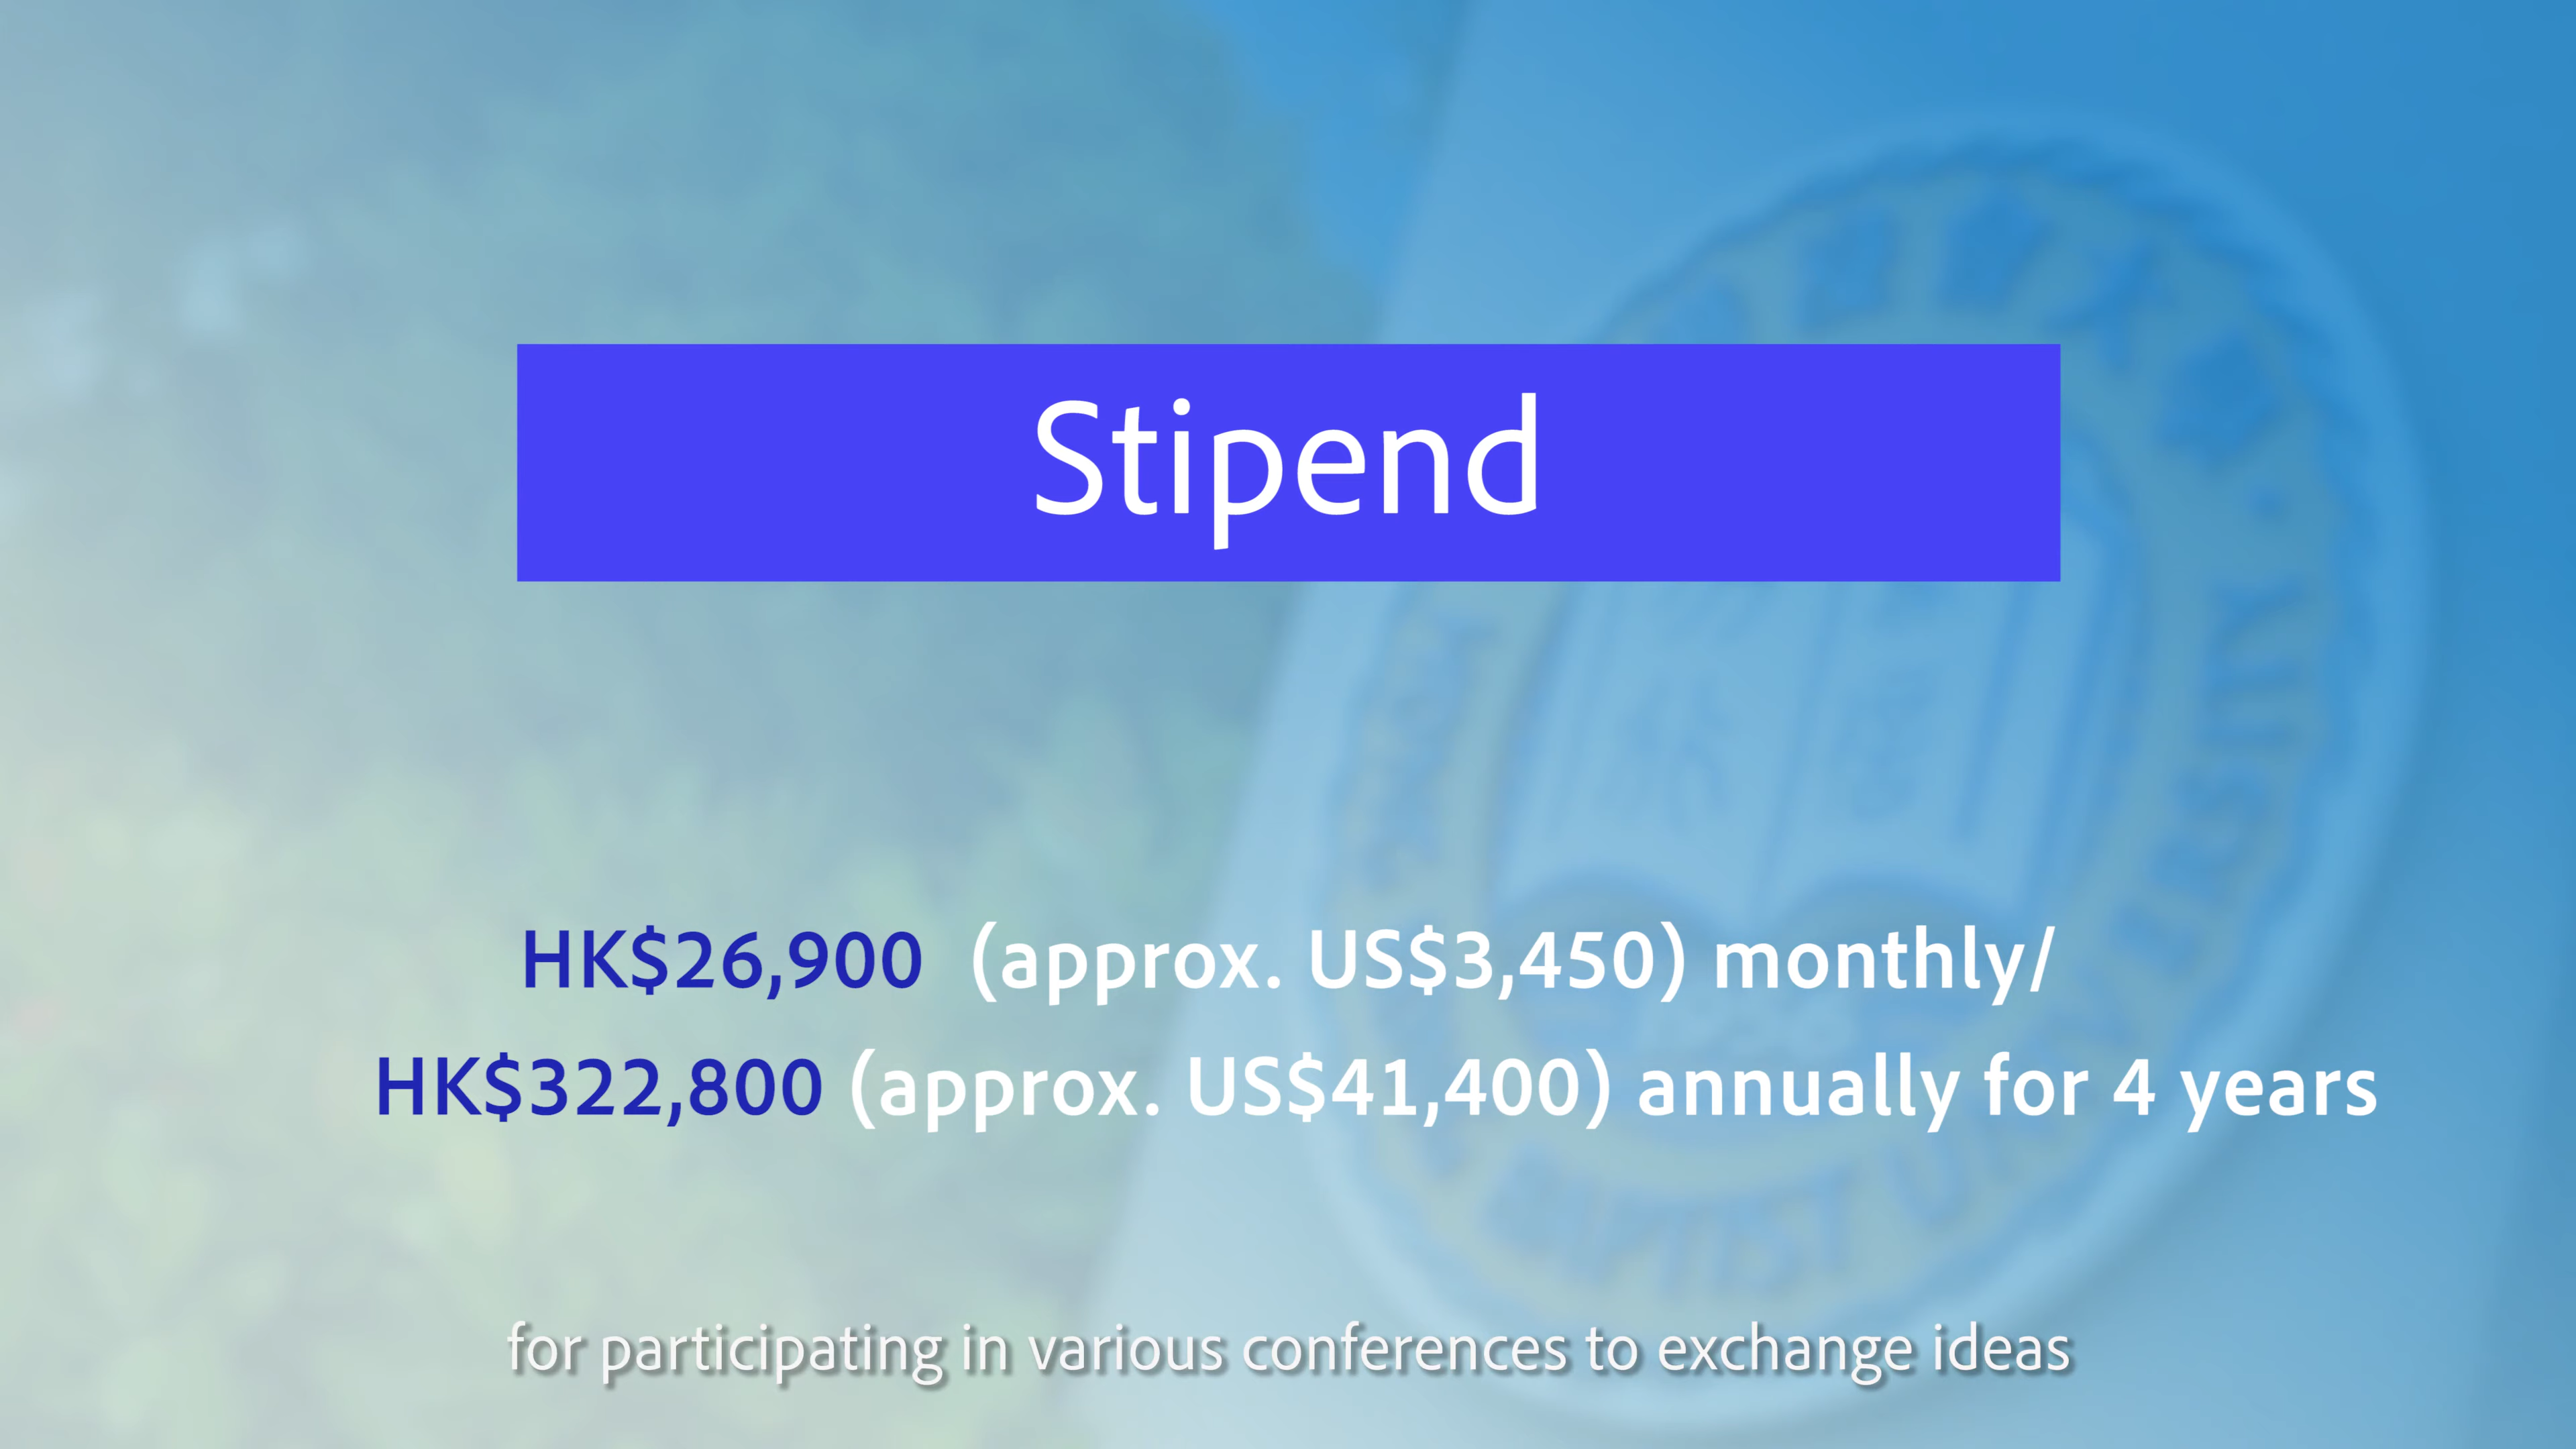 Stipend
HK$26,900 (approx. US$3,450) monthly/
HK$322,800 (approx. US$41,400) annually for 4 years
for participating in various conferences to exchange ideas
BAPTIST